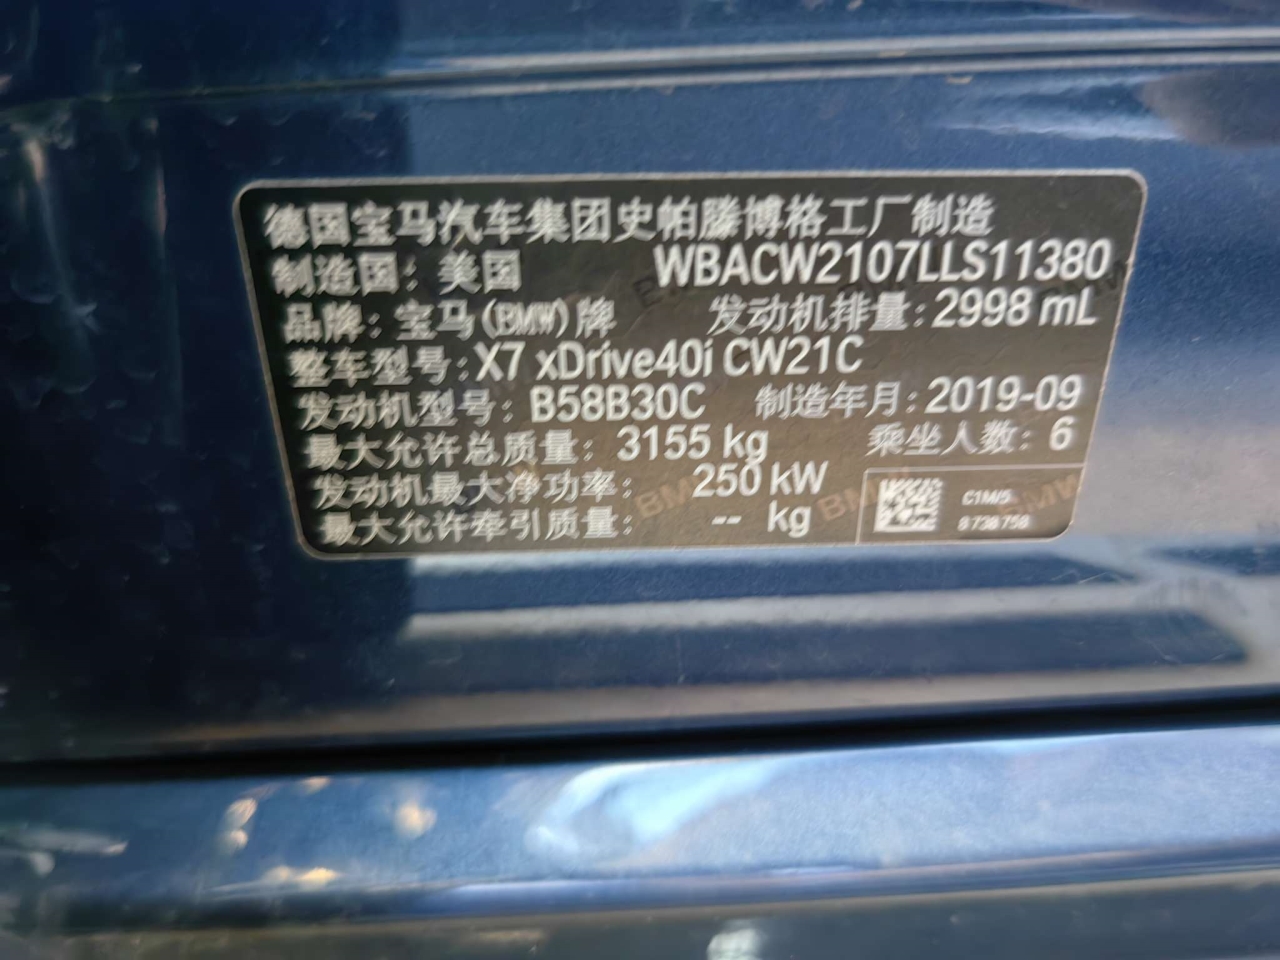 德国宝马汽车集团史帕滕博格工厂制造
制造国: 美国 WBACW2107LLS11380
品牌: 宝马(BMW)牌 发动机排量: 2998 mL
整车型号: X7 xDrive40i CW21C
发动机型号: B58B30C 制造年月: 2019-09
最大允许总质量: 3155 kg 乘坐人数: 6
发动机最大净功率: 250 kW
最大允许牵引质量: -- kg
C1M/5
8738758